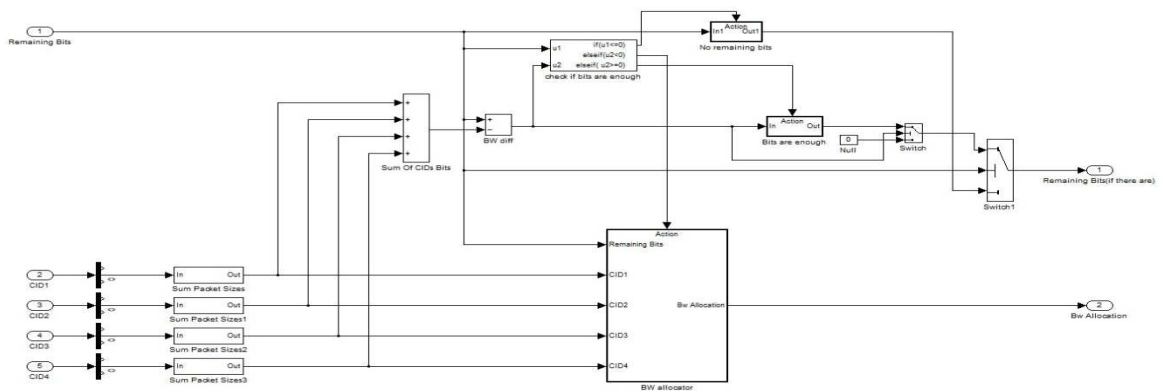 1
Remaining Bits
u1
u2
if(u1<=0)
elseif(u2<0)
elseif( u2>=0)
check if bits are enough
Action
In1
Out1
No remaining bits
+
+
+
+
Sum Of CIDs Bits
+
−
BW diff
Action
In
Out
Bits are enough
0
Null
Switch
Switch1
1
Remaining Bits(if there are)
2
CID1
<>
In
Out
Sum Packet Sizes
3
CID2
<>
In
Out
Sum Packet Sizes1
4
CID3
<>
In
Out
Sum Packet Sizes2
5
CID4
<>
In
Out
Sum Packet Sizes3
Action
Remaining Bits
CID1
CID2
CID3
CID4
Bw Allocation
BW allocator
2
Bw Allocation